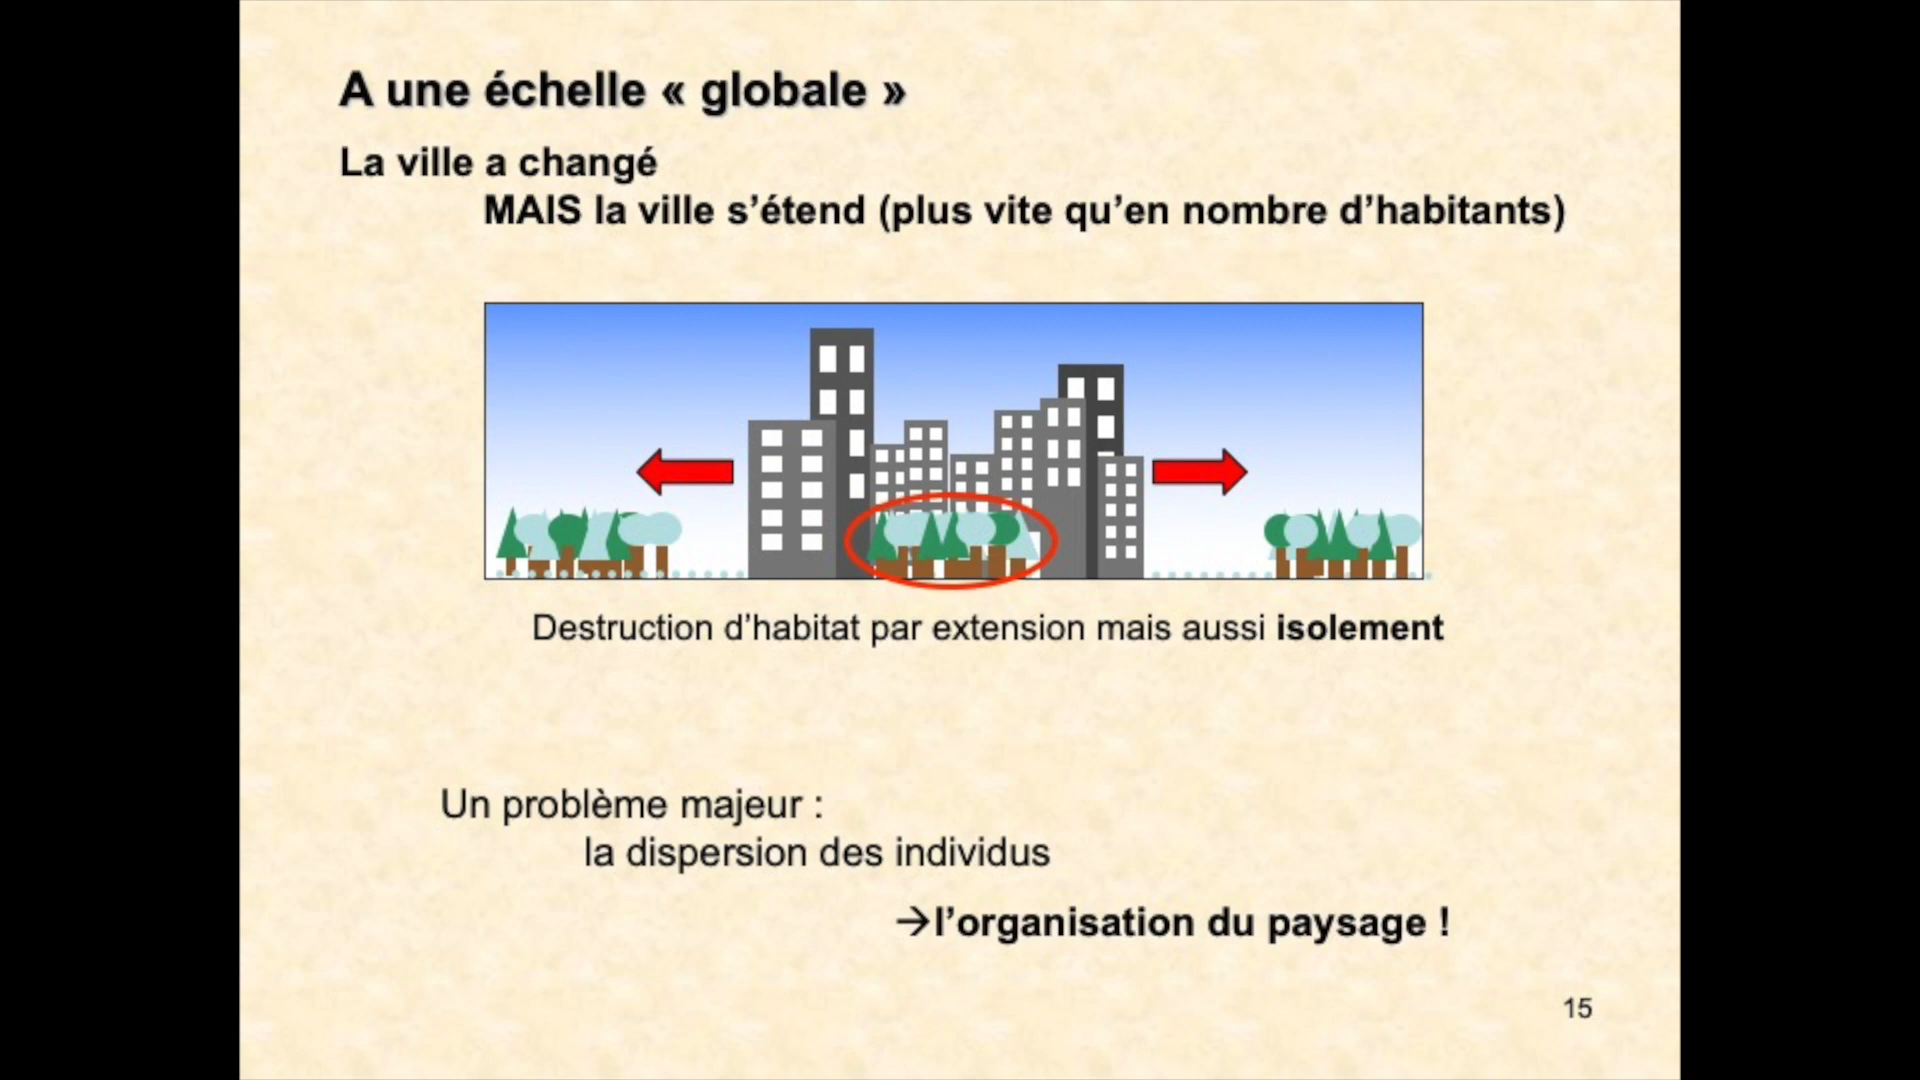 A une échelle « globale »
La ville a changé
MAIS la ville s’étend (plus vite qu’en nombre d’habitants)
Destruction d’habitat par extension mais aussi isolement
Un problème majeur :
la dispersion des individus
→l’organisation du paysage !
15